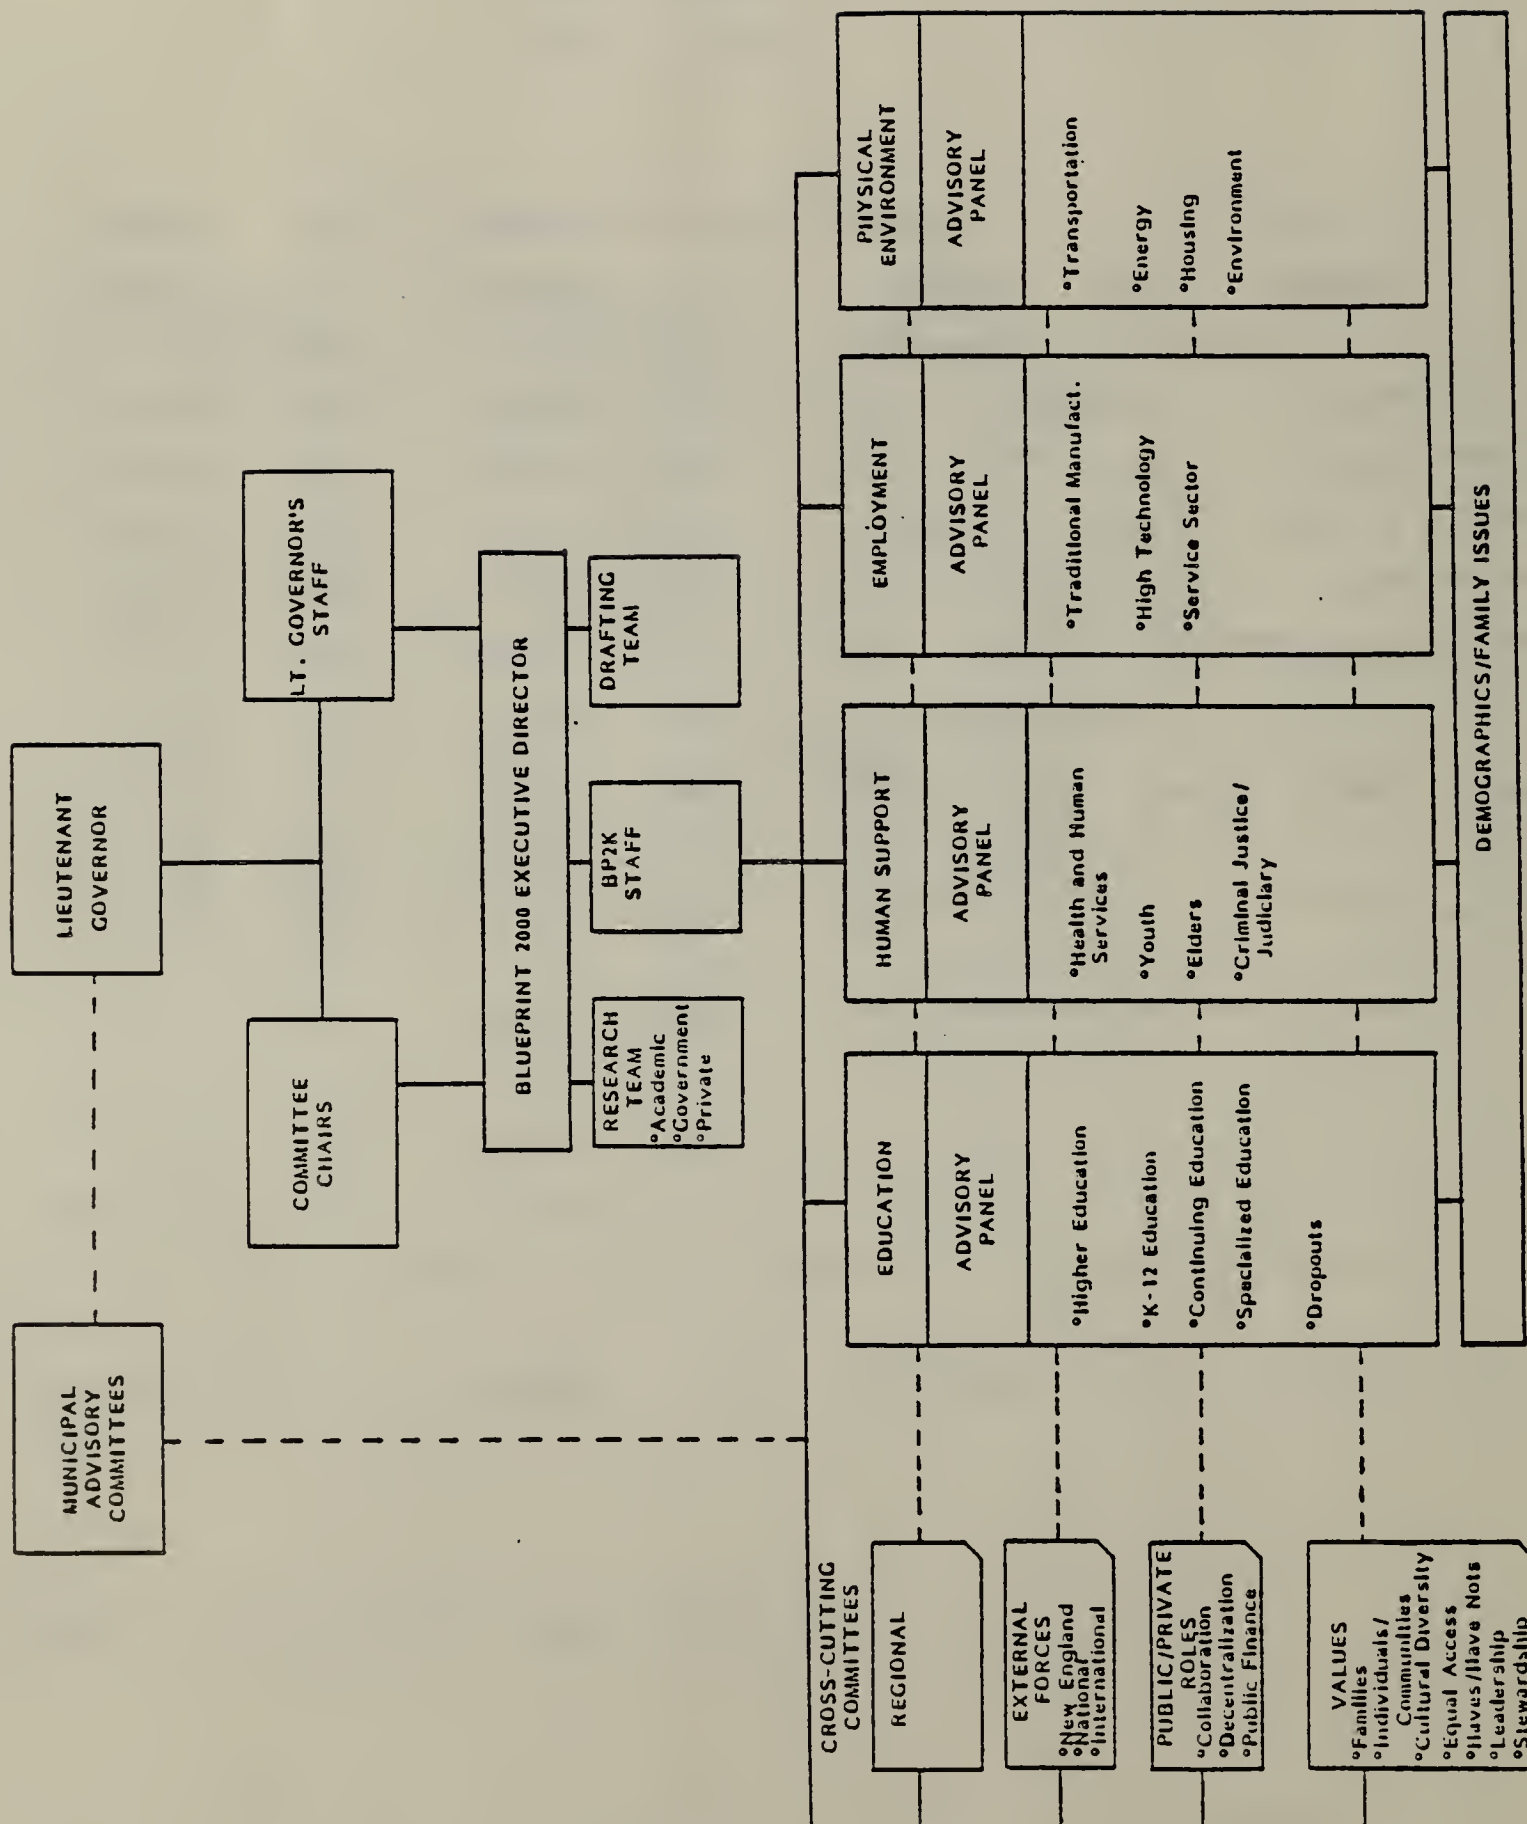 LIEUTENANT
GOVERNOR
MUNICIPAL
ADVISORY
COMMITTEES
COMMITTEE
CHAIRS
LT. GOVERNOR'S
STAFF
BLUEPRINT 2000 EXECUTIVE DIRECTOR
RESEARCH
TEAM
°Academic
°Government
°Private
BP2K
STAFF
DRAFTING
TEAM
CROSS-CUTTING
COMMITTEES
REGIONAL
EXTERNAL
FORCES
°New England
°National
°International
PUBLIC/PRIVATE
ROLES
°Collaboration
°Decentralization
°Public Finance
VALUES
°Families
°Individuals/
Communities
°Cultural Diversity
°Equal Access
°Haves/Have Nots
°Leadership
°Stewardship
EDUCATION
ADVISORY
PANEL
°Higher Education
°K-12 Education
°Continuing Education
°Specialized Education
°Dropouts
HUMAN SUPPORT
ADVISORY
PANEL
°Health and Human
Services
°Youth
°Elders
°Criminal Justice/
Judiciary
EMPLOYMENT
ADVISORY
PANEL
°Traditional Manufact.
°High Technology
°Service Sector
PHYSICAL
ENVIRONMENT
ADVISORY
PANEL
°Transportation
°Energy
°Housing
°Environment
DEMOGRAPHICS/FAMILY ISSUES